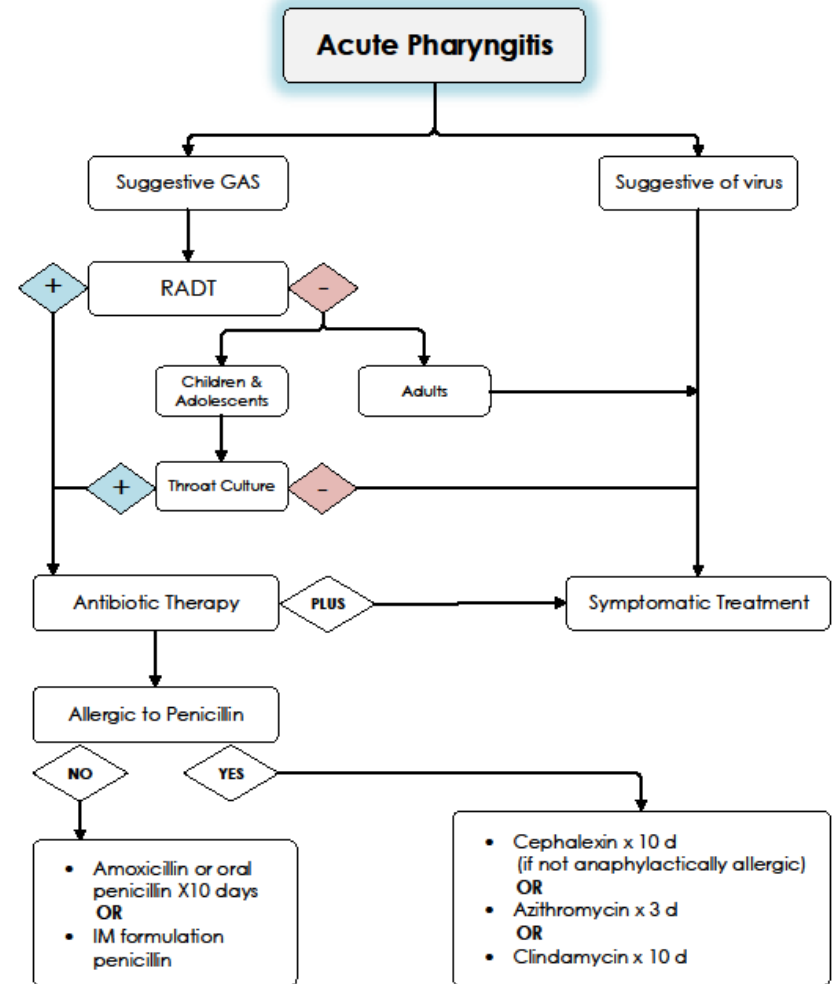 Acute Pharyngitis
Suggestive GAS
Suggestive of virus
+
RADT
-
Children &
Adolescents
Adults
+
Throat Culture
-
Antibiotic Therapy
PLUS
Symptomatic Treatment
Allergic to Penicillin
NO
YES
• Amoxicillin or oral
penicillin X10 days
OR
• IM formulation
penicillin
• Cephalexin x 10 d
(if not anaphylactically allergic)
OR
• Azithromycin x 3 d
OR
• Clindamycin x 10 d